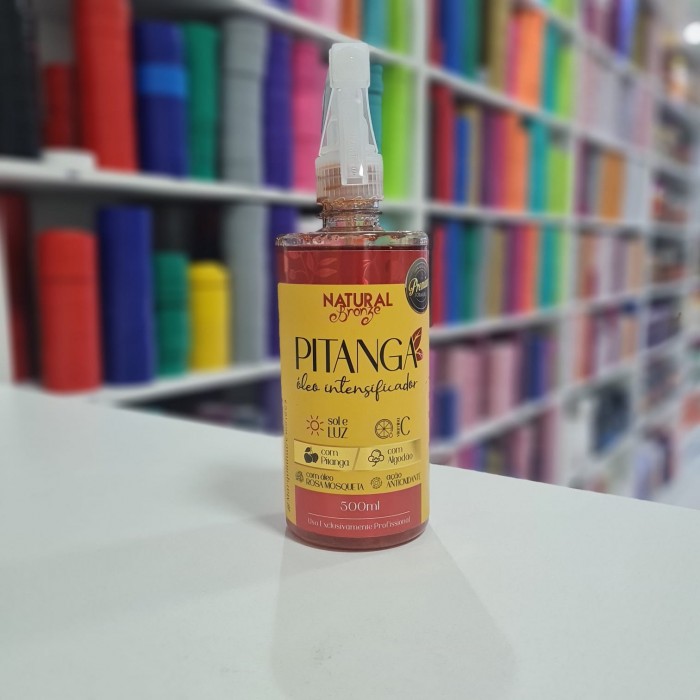 NATURAL
Bronze
Premium
PITANGA
óleo intensificador
sol e
LUZ
C
com
Pitanga
com
Algodão
com óleo
ROSA MOSQUETA
ação
ANTIOXIDANTE
500ml
Uso Exclusivamente Profissional